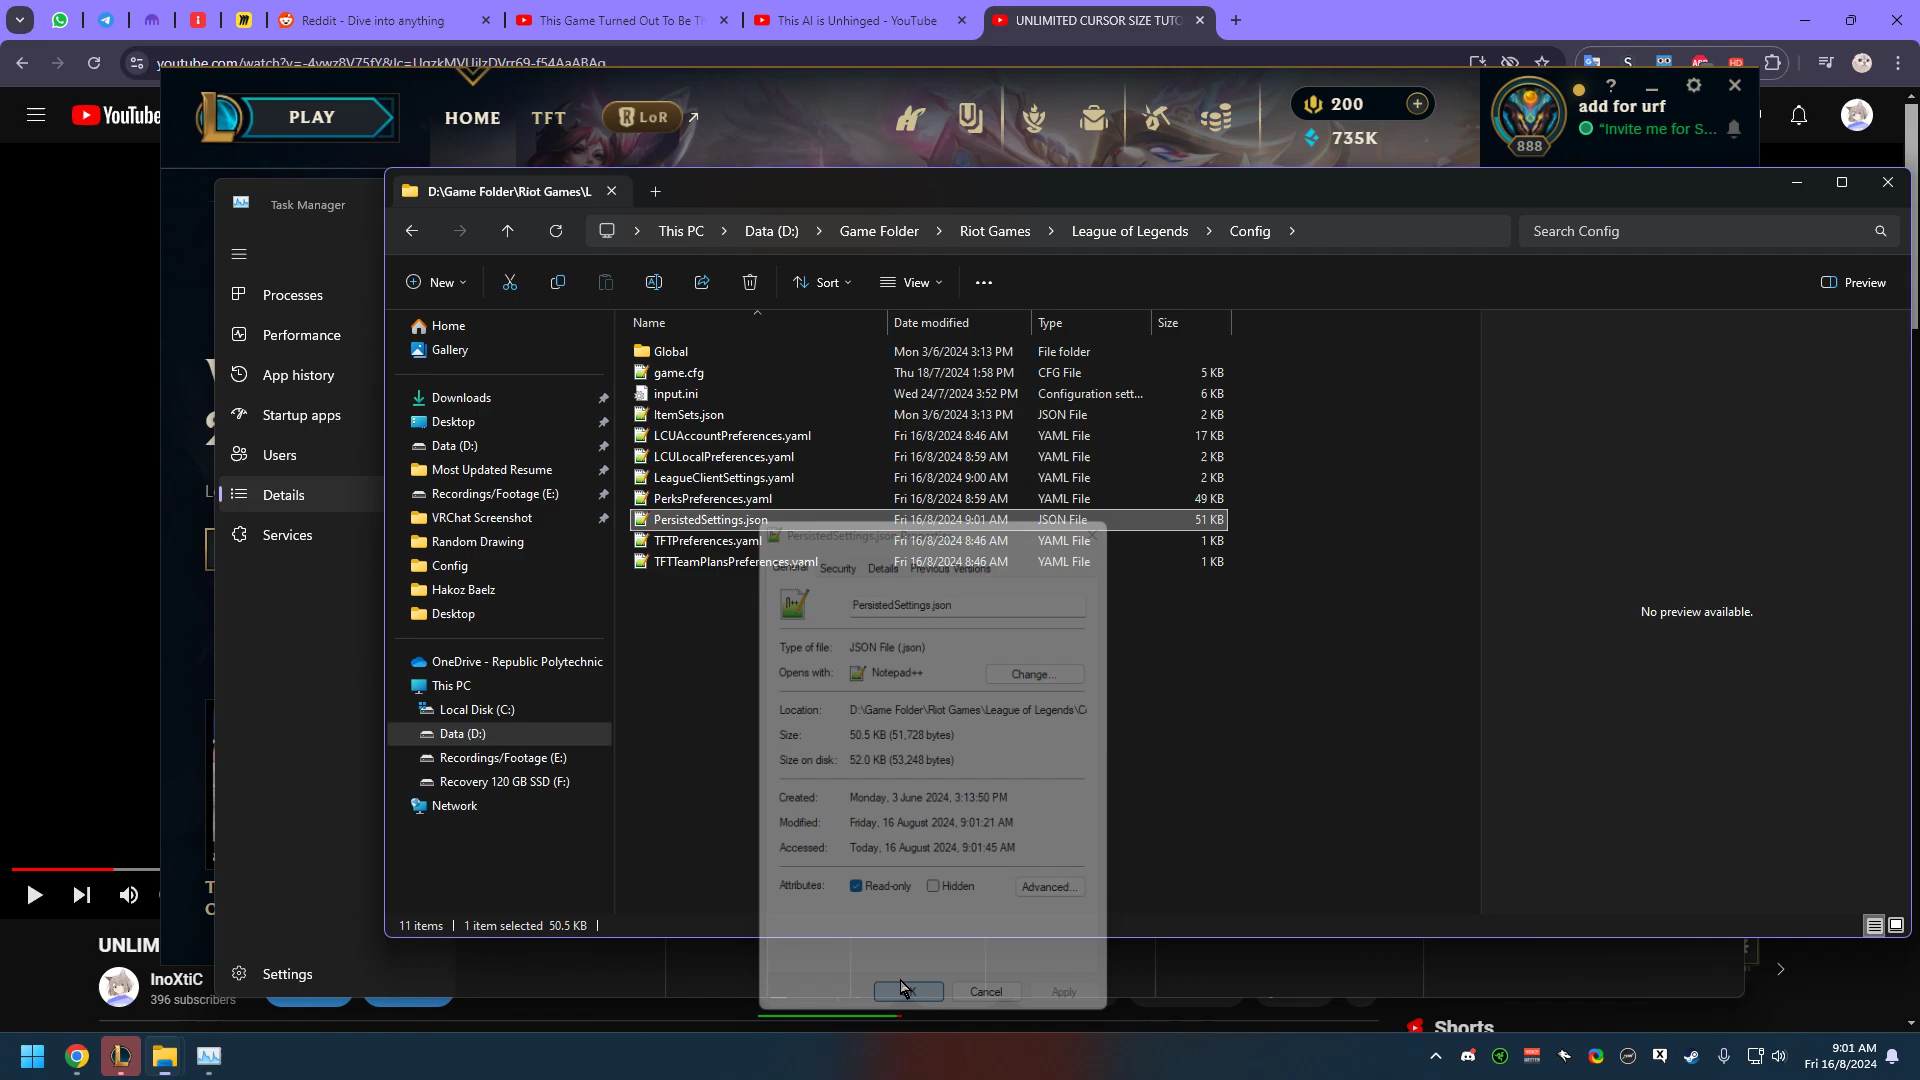 Reddit - Dive into anything
This Game Turned Out To Be Th
This AI is Unhinged - YouTube
UNLIMITED CURSOR SIZE TUTO
youtube.com/watch?v=-4vwz8V75fY&lc=UgzkMVUilzDVrr69-f54AaABAg
YouTube
PLAY
HOME
TFT
LoR
200
735K
add for urf
"Invite me for S...
888
Task Manager
Processes
Performance
App history
Startup apps
Users
Details
Services
Settings
D:\Game Folder\Riot Games\L
This PC
Data (D:)
Game Folder
Riot Games
League of Legends
Config
Search Config
New
Sort
View
Preview
Home
Gallery
Downloads
Desktop
Data (D:)
Most Updated Resume
Recordings/Footage (E:)
VRChat Screenshot
Random Drawing
Config
Hakoz Baelz
Desktop
OneDrive - Republic Polytechnic
This PC
Local Disk (C:)
Data (D:)
Recordings/Footage (E:)
Recovery 120 GB SSD (F:)
Network
Name Date modified Type Size
Global Mon 3/6/2024 3:13 PM File folder
game.cfg Thu 18/7/2024 1:58 PM CFG File 5 KB
input.ini Wed 24/7/2024 3:52 PM Configuration sett... 6 KB
ItemSets.json Mon 3/6/2024 3:13 PM JSON File 2 KB
LCUAccountPreferences.yaml Fri 16/8/2024 8:46 AM YAML File 17 KB
LCULocalPreferences.yaml Fri 16/8/2024 8:59 AM YAML File 2 KB
LeagueClientSettings.yaml Fri 16/8/2024 9:00 AM YAML File 2 KB
PerksPreferences.yaml Fri 16/8/2024 8:59 AM YAML File 49 KB
PersistedSettings.json Fri 16/8/2024 9:01 AM JSON File 51 KB
TFTPreferences.yaml Fri 16/8/2024 8:46 AM YAML File 1 KB
TFTTeamPlansPreferences.yaml Fri 16/8/2024 8:46 AM YAML File 1 KB
No preview available.
PersistedSettings.json
General Security Details Previous Versions
PersistedSettings.json
Type of file: JSON File (.json)
Opens with: Notepad++ Change...
Location: D:\Game Folder\Riot Games\League of Legends\C
Size: 50.5 KB (51,728 bytes)
Size on disk: 52.0 KB (53,248 bytes)
Created: Monday, 3 June 2024, 3:13:50 PM
Modified: Friday, 16 August 2024, 9:01:21 AM
Accessed: Today, 16 August 2024, 9:01:45 AM
Attributes: Read-only Hidden Advanced...
Cancel Apply
11 items 1 item selected 50.5 KB
UNLIM
InoXtiC
396 subscribers
Shorts
9:01 AM
Fri 16/8/2024